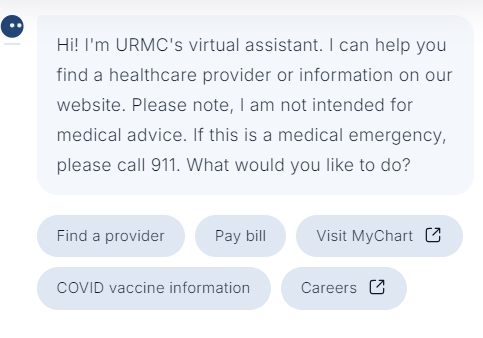 Hi! I'm URMC's virtual assistant. I can help you
find a healthcare provider or information on our
website. Please note, I am not intended for
medical advice. If this is a medical emergency,
please call 911. What would you like to do?
Find a provider Pay bill Visit MyChart
COVID vaccine information Careers